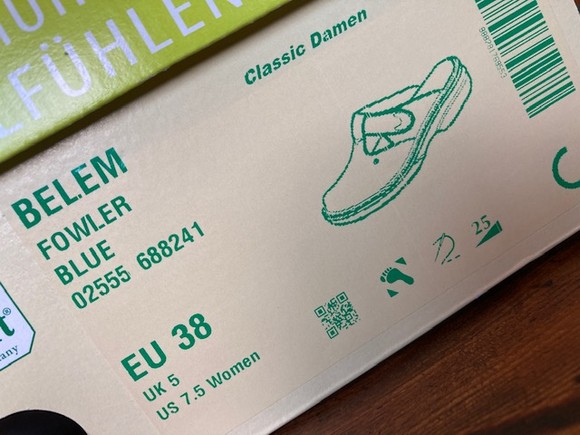 FÜHLEN
Classic Damen
BELEM
FOWLER
BLUE
02555 688241
25
EU 38
UK 5
US 7.5 Women